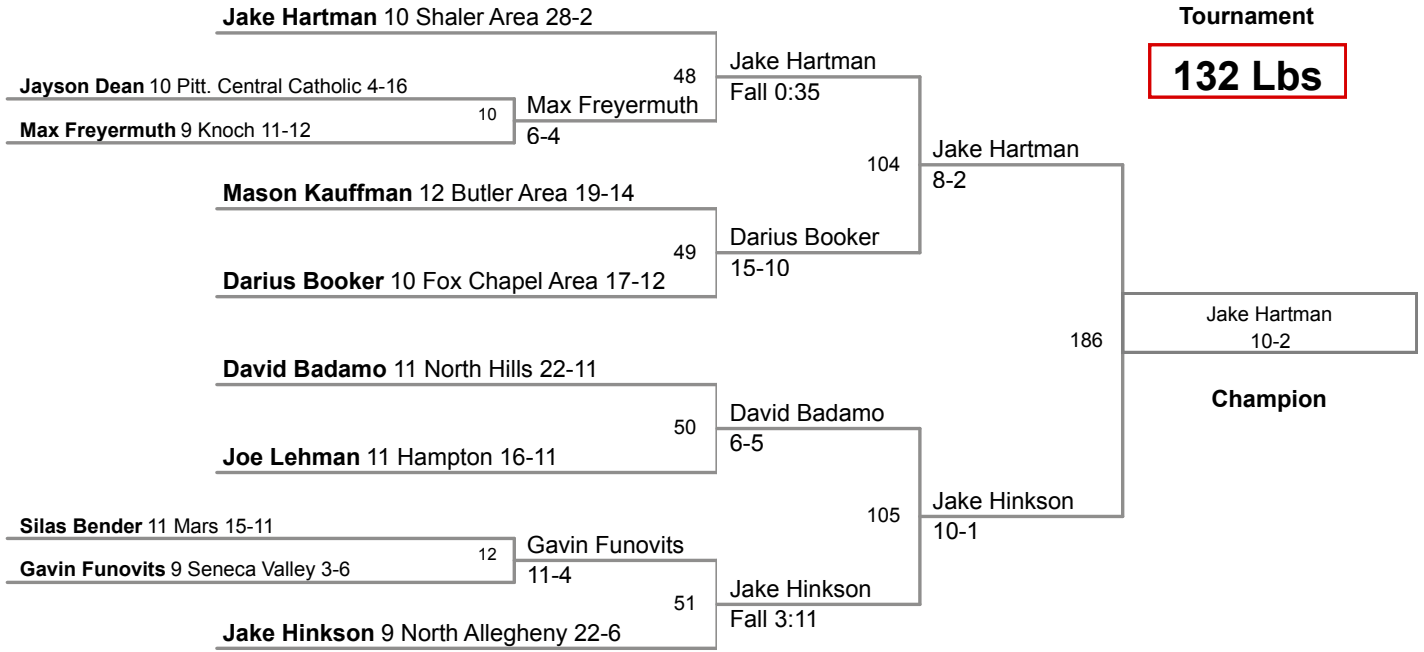 Jake Hartman 10 Shaler Area 28-2
Tournament
132 Lbs
Jayson Dean 10 Pitt. Central Catholic 4-16
10
Max Freyermuth 9 Knoch 11-12
Max Freyermuth
6-4
48
Jake Hartman
Fall 0:35
Mason Kauffman 12 Butler Area 19-14
49
Darius Booker 10 Fox Chapel Area 17-12
Darius Booker
15-10
104
Jake Hartman
8-2
David Badamo 11 North Hills 22-11
50
Joe Lehman 11 Hampton 16-11
David Badamo
6-5
Silas Bender 11 Mars 15-11
12
Gavin Funovits 9 Seneca Valley 3-6
Gavin Funovits
11-4
51
Jake Hinkson 9 North Allegheny 22-6
Jake Hinkson
Fall 3:11
105
Jake Hinkson
10-1
186
Jake Hartman
10-2
Champion